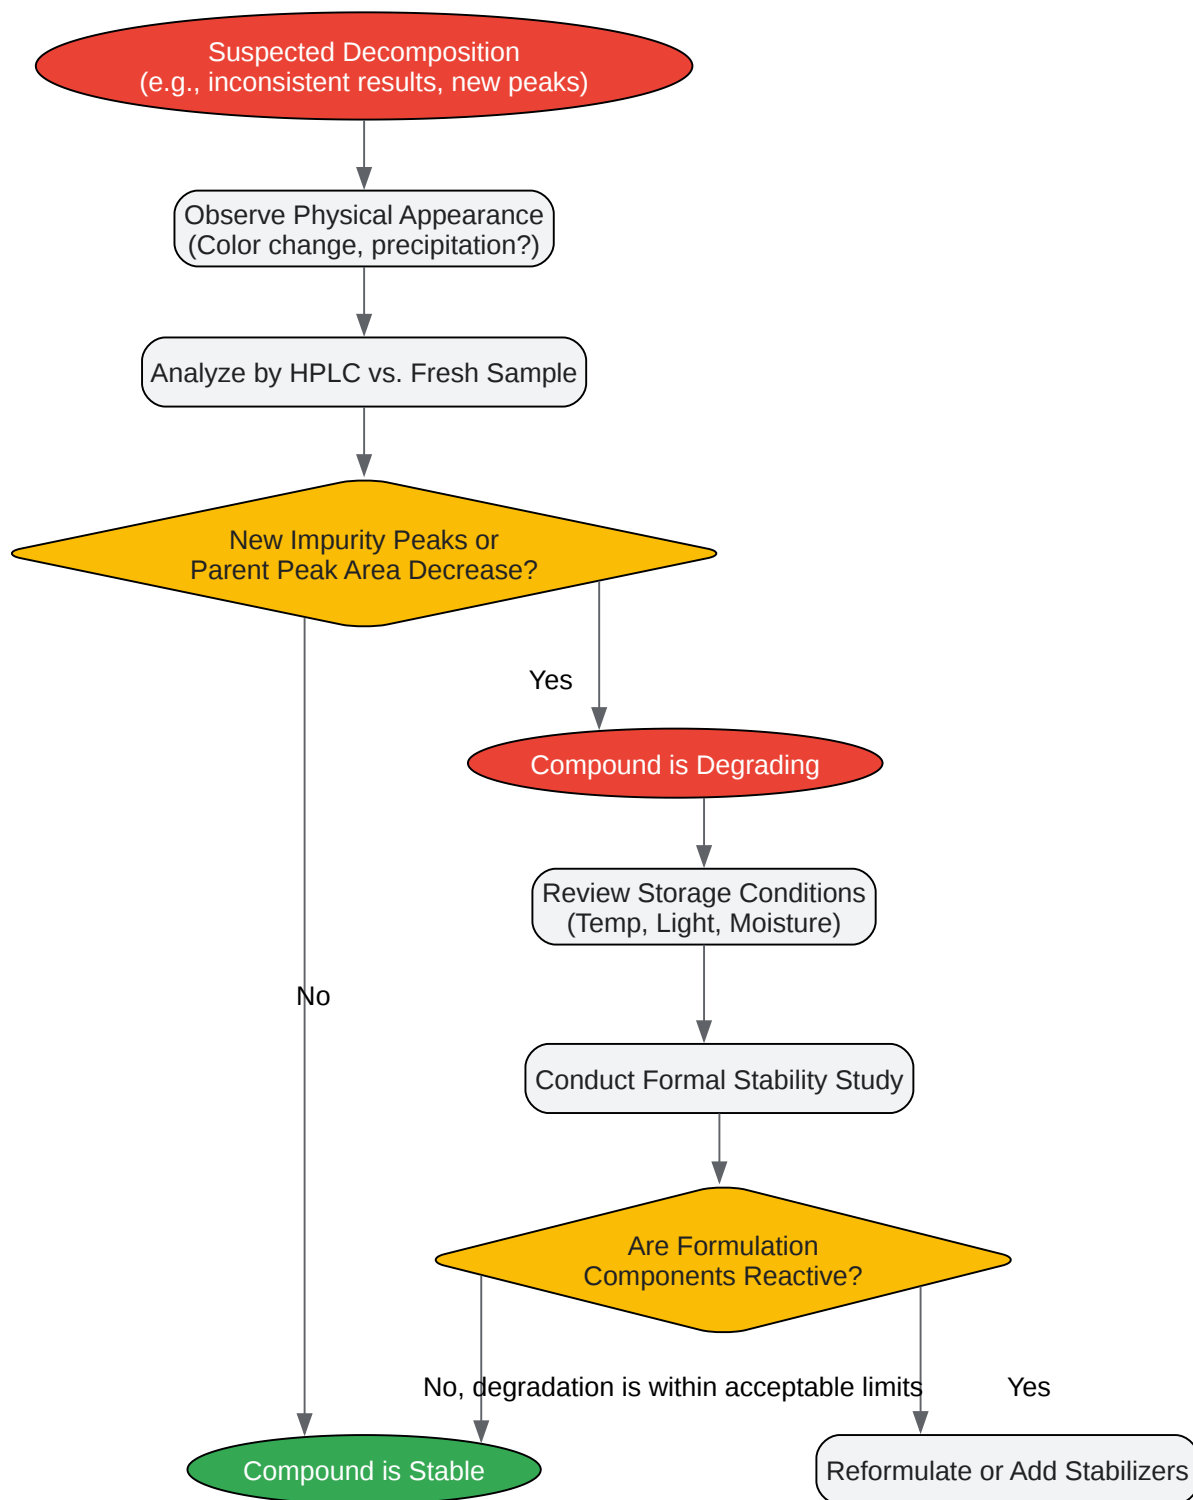 Suspected Decomposition
(e.g., inconsistent results, new peaks)
Observe Physical Appearance
(Color change, precipitation?)
Analyze by HPLC vs. Fresh Sample
New Impurity Peaks or
Parent Peak Area Decrease?
Yes
Compound is Degrading
Review Storage Conditions
(Temp, Light, Moisture)
No
Conduct Formal Stability Study
Are Formulation
Components Reactive?
No, degradation is within acceptable limits
Yes
Compound is Stable
Reformulate or Add Stabilizers